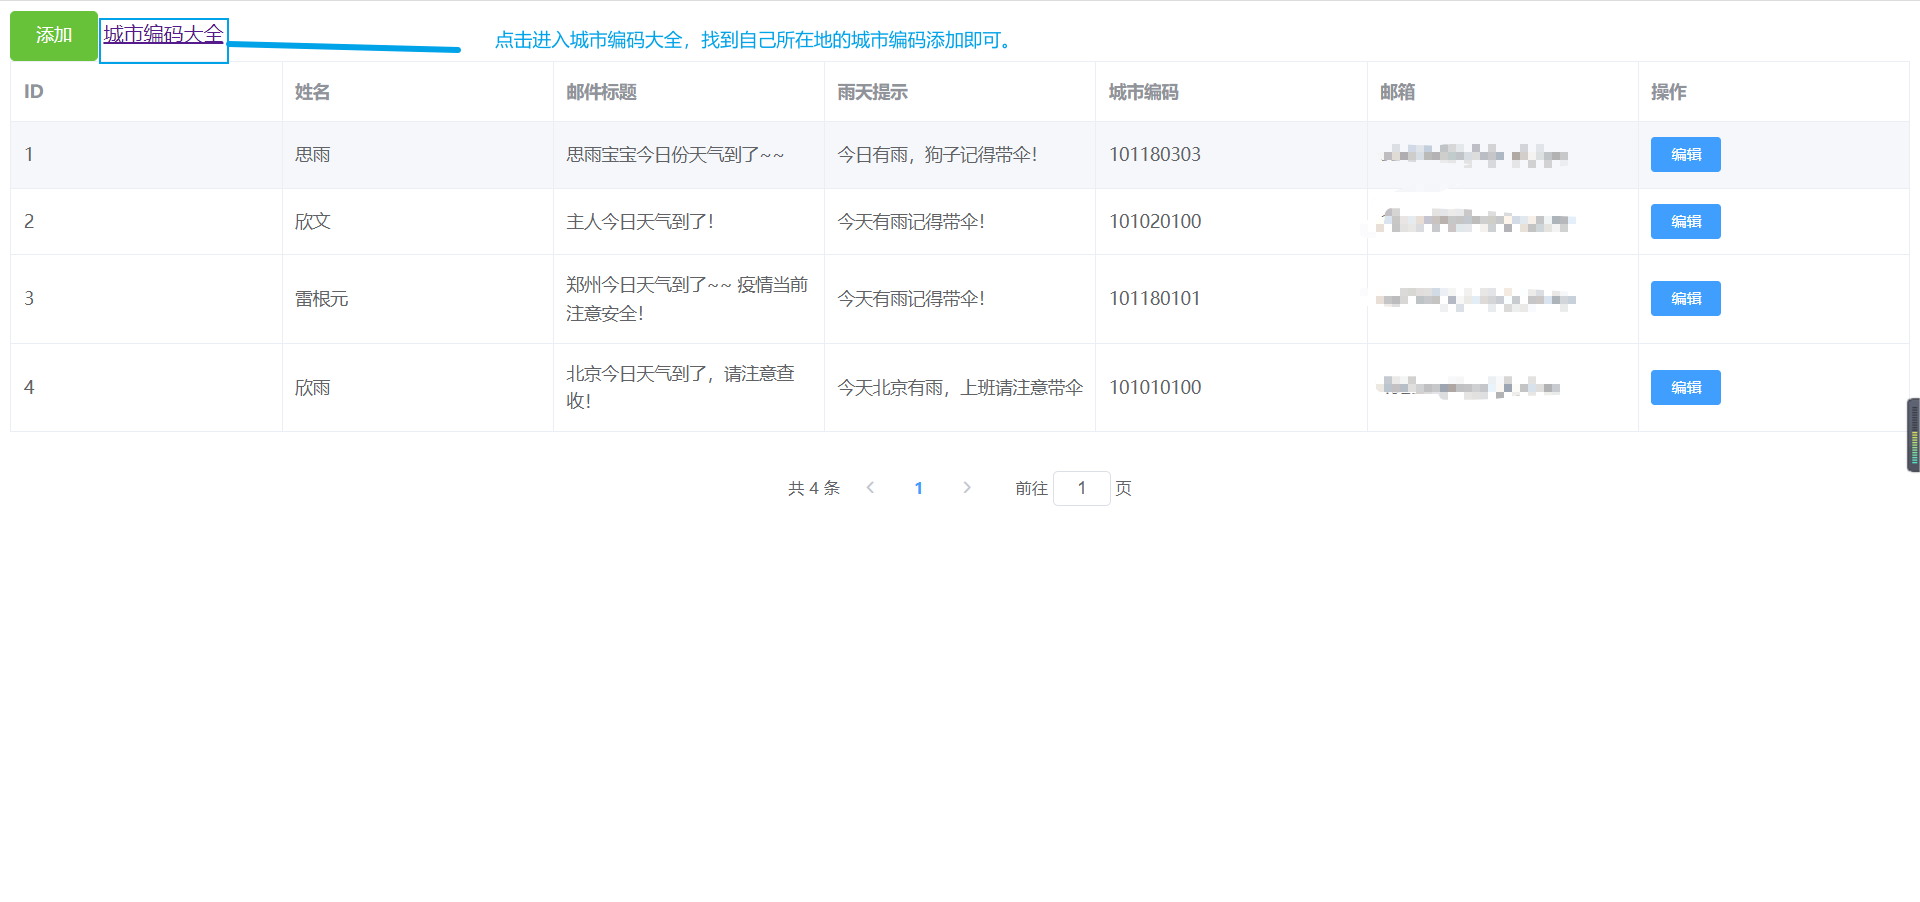 添加 城市编码大全 点击进入城市编码大全，找到自己所在地的城市编码添加即可。
ID 姓名 邮件标题 雨天提示 城市编码 邮箱 操作
1 思雨 思雨宝宝今日份天气到了~~ 今日有雨，狗子记得带伞！ 101180303 编辑
2 欣文 主人今日天气到了！ 今天有雨记得带伞！ 101020100 编辑
3 雷根元 郑州今日天气到了~~ 疫情当前
注意安全！ 今天有雨记得带伞！ 101180101 编辑
4 欣雨 北京今日天气到了，请注意查
收！ 今天北京有雨，上班请注意带伞 101010100 编辑
共 4 条 1 前往 1 页